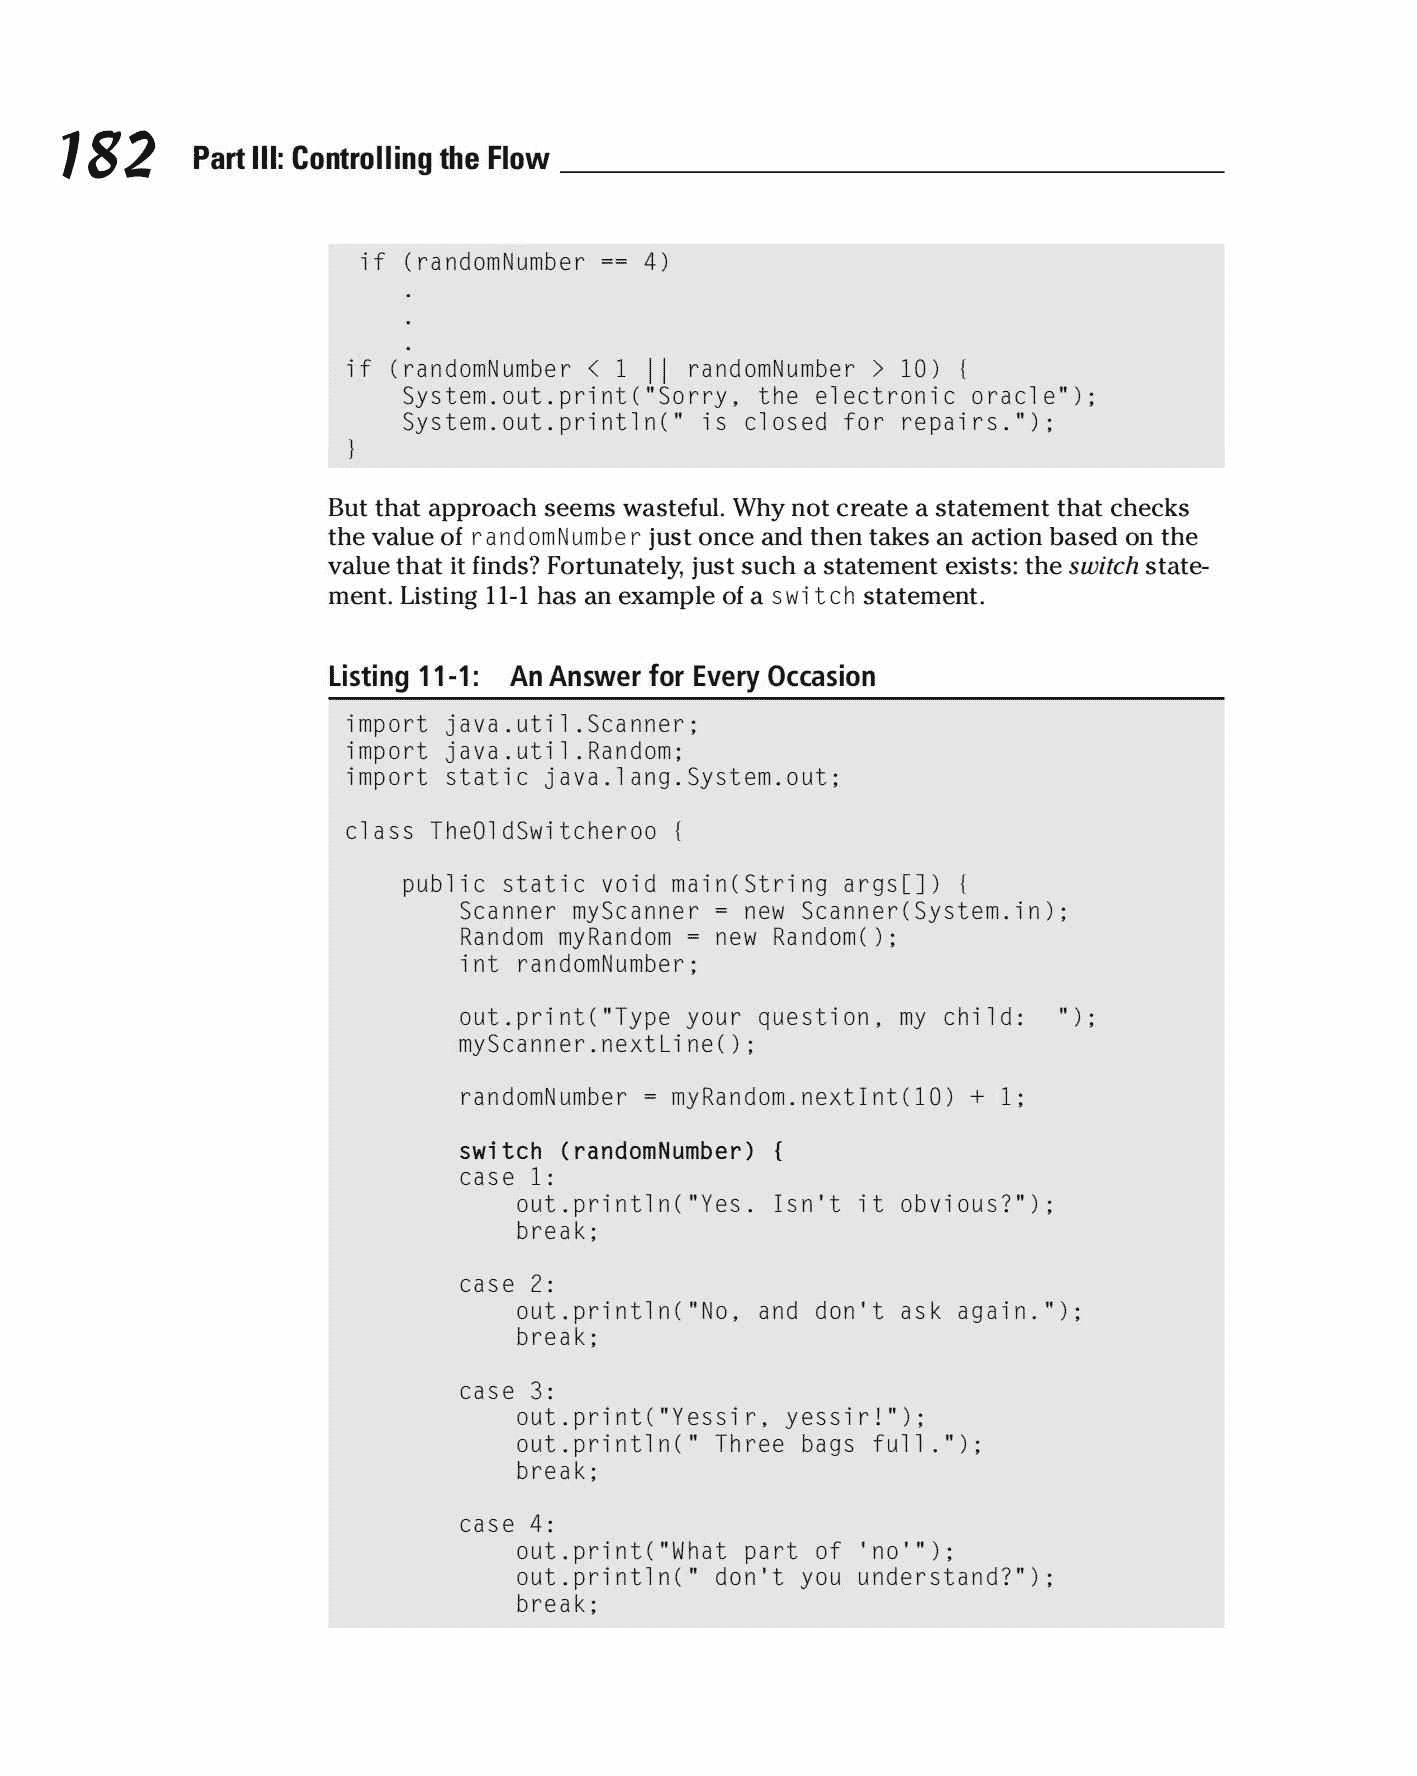 182 Part III: Controlling the Flow
if (randomNumber == 4)
.
.
.
if (randomNumber < 1 || randomNumber > 10) {
System.out.print("Sorry, the electronic oracle");
System.out.println(" is closed for repairs.");
}
But that approach seems wasteful. Why not create a statement that checks
the value of randomNumber just once and then takes an action based on the
value that it finds? Fortunately, just such a statement exists: the switch state-
ment. Listing 11-1 has an example of a switch statement.
Listing 11-1: An Answer for Every Occasion
import java.util.Scanner;
import java.util.Random;
import static java.lang.System.out;
class TheOldSwitcheroo {
public static void main(String args[]) {
Scanner myScanner = new Scanner(System.in);
Random myRandom = new Random();
int randomNumber;
out.print("Type your question, my child:  ");
myScanner.nextLine();
randomNumber = myRandom.nextInt(10) + 1;
switch (randomNumber) {
case 1:
out.println("Yes. Isn't it obvious?");
break;
case 2:
out.println("No, and don't ask again.");
break;
case 3:
out.print("Yessir, yessir!");
out.println(" Three bags full.");
break;
case 4:
out.print("What part of 'no'");
out.println(" don't you understand?");
break;